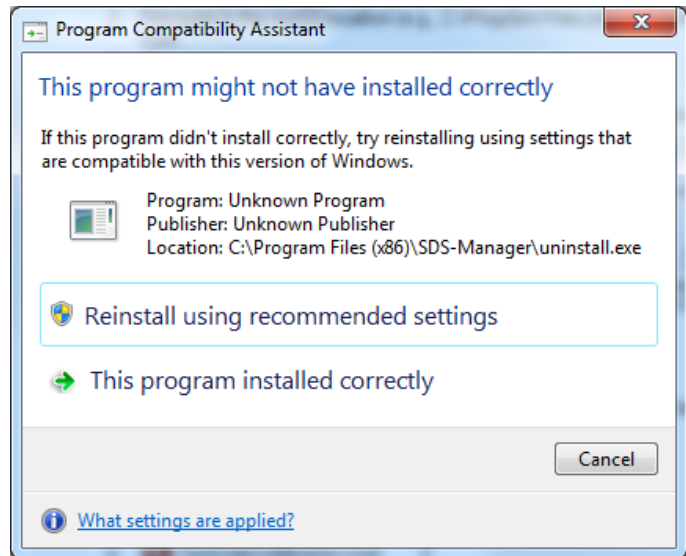 Program Compatibility Assistant
This program might not have installed correctly
If this program didn't install correctly, try reinstalling using settings that
are compatible with this version of Windows.
Program: Unknown Program
Publisher: Unknown Publisher
Location: C:\Program Files (x86)\SDS-Manager\uninstall.exe
Reinstall using recommended settings
This program installed correctly
Cancel
What settings are applied?